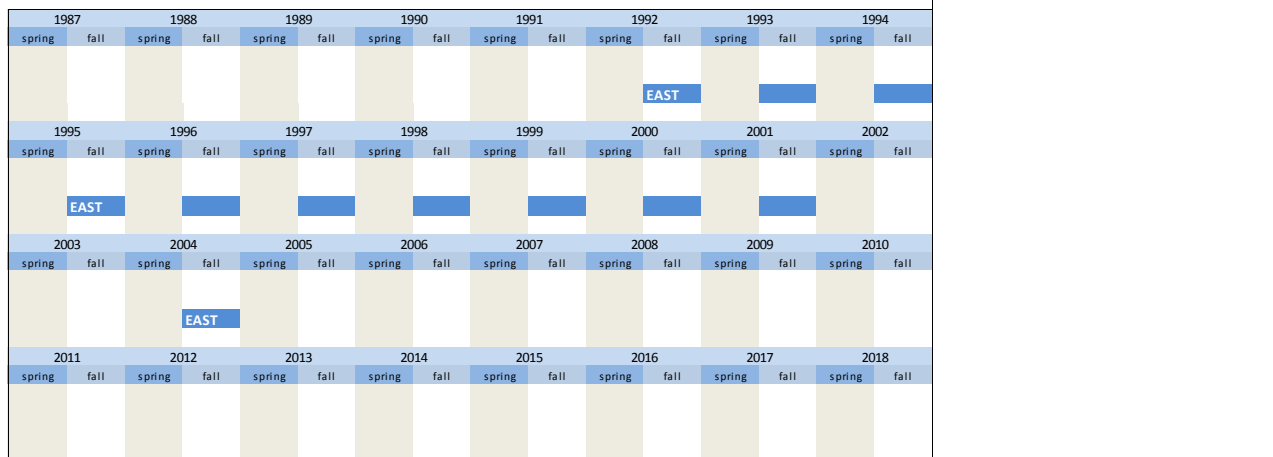 1987 1988 1989 1990 1991 1992 1993 1994
spring fall spring fall spring fall spring fall spring fall spring fall spring fall spring fall
EAST
1995 1996 1997 1998 1999 2000 2001 2002
spring fall spring fall spring fall spring fall spring fall spring fall spring fall spring fall
EAST
2003 2004 2005 2006 2007 2008 2009 2010
spring fall spring fall spring fall spring fall spring fall spring fall spring fall spring fall
EAST
2011 2012 2013 2014 2015 2016 2017 2018
spring fall spring fall spring fall spring fall spring fall spring fall spring fall spring fall